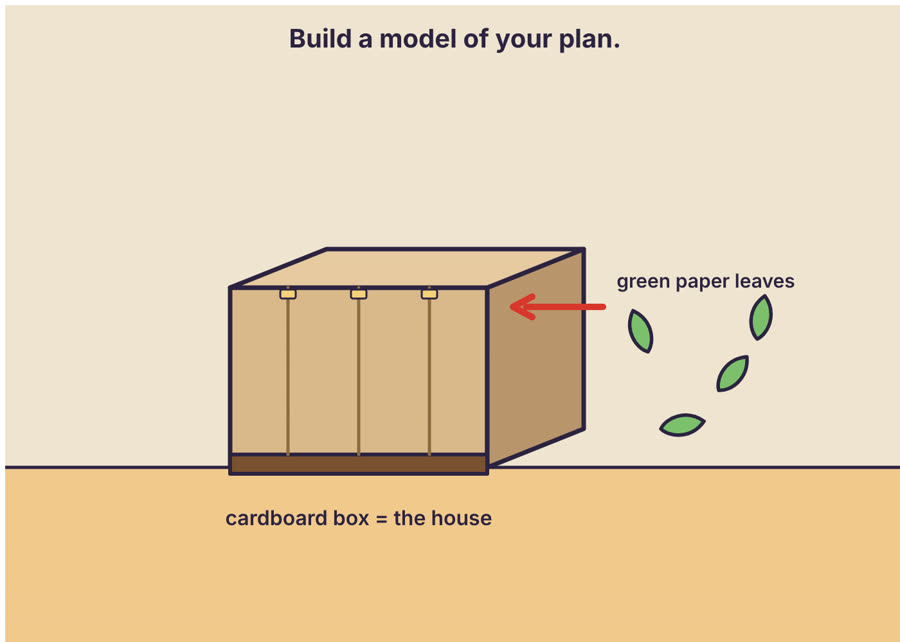 Build a model of your plan.
green paper leaves
cardboard box = the house